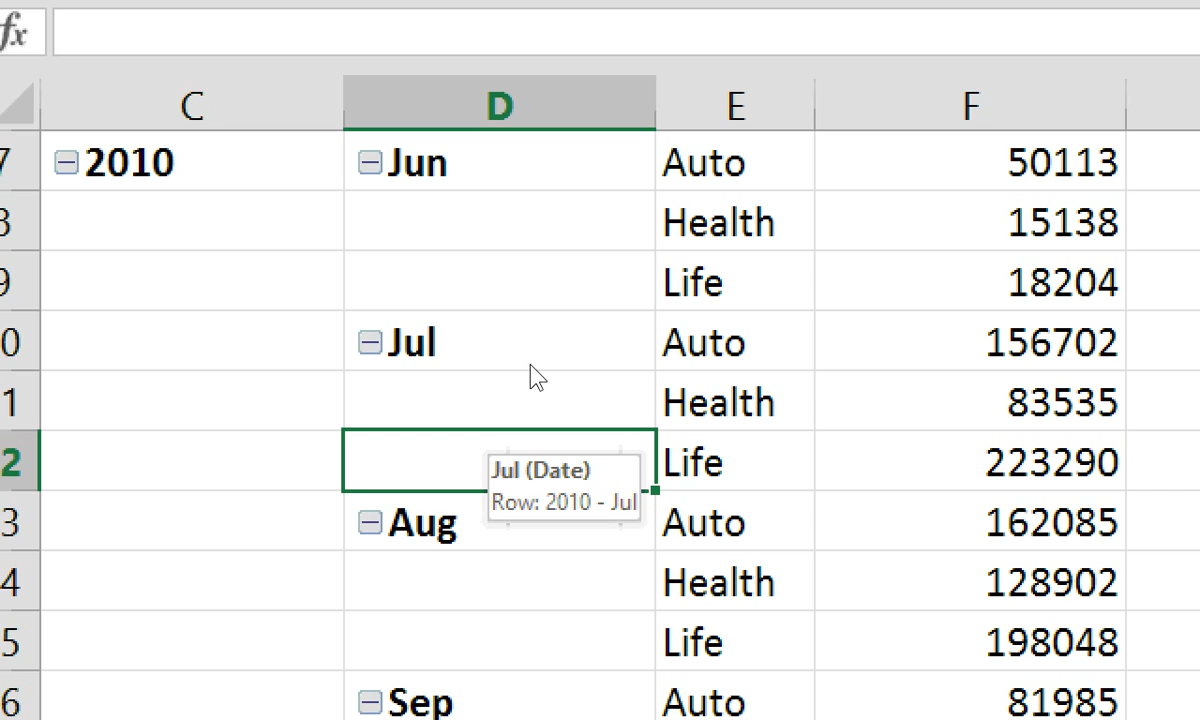 fx
C D E F
7 2010 Jun Auto 50113
8 Health 15138
9 Life 18204
0 Jul Auto 156702
1 Health 83535
2 Life 223290
Jul (Date)
Row: 2010 - Jul
3 Aug Auto 162085
4 Health 128902
5 Life 198048
6 Sep Auto 81985